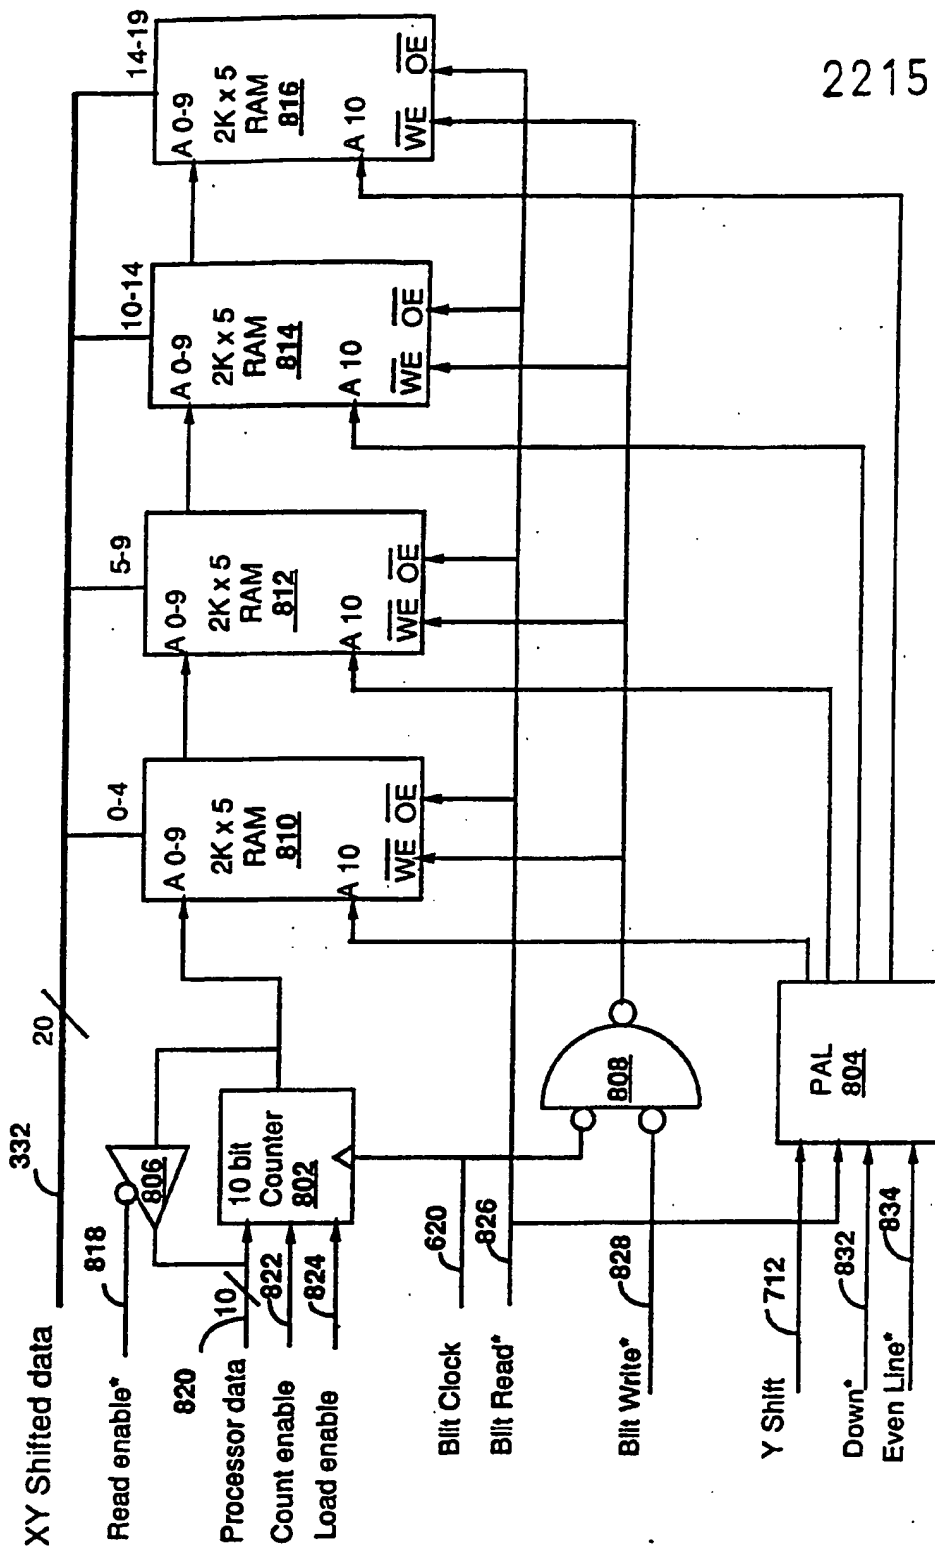 2215
XY Shifted data
332
20
0-4
5-9
10-14
14-19
Read enable*
818
806
820
Processor data
10
Count enable
822
Load enable
824
10 bit
Counter
802
A 0-9
2K x 5
RAM
810
A 10
WE
OE
A 0-9
2K x 5
RAM
812
A 10
WE
OE
A 0-9
2K x 5
RAM
814
A 10
WE
OE
A 0-9
2K x 5
RAM
816
A 10
WE
OE
Blit Clock
620
Blit Read*
826
Blit Write*
828
808
Y Shift
712
Down*
832
Even Line*
834
PAL
804